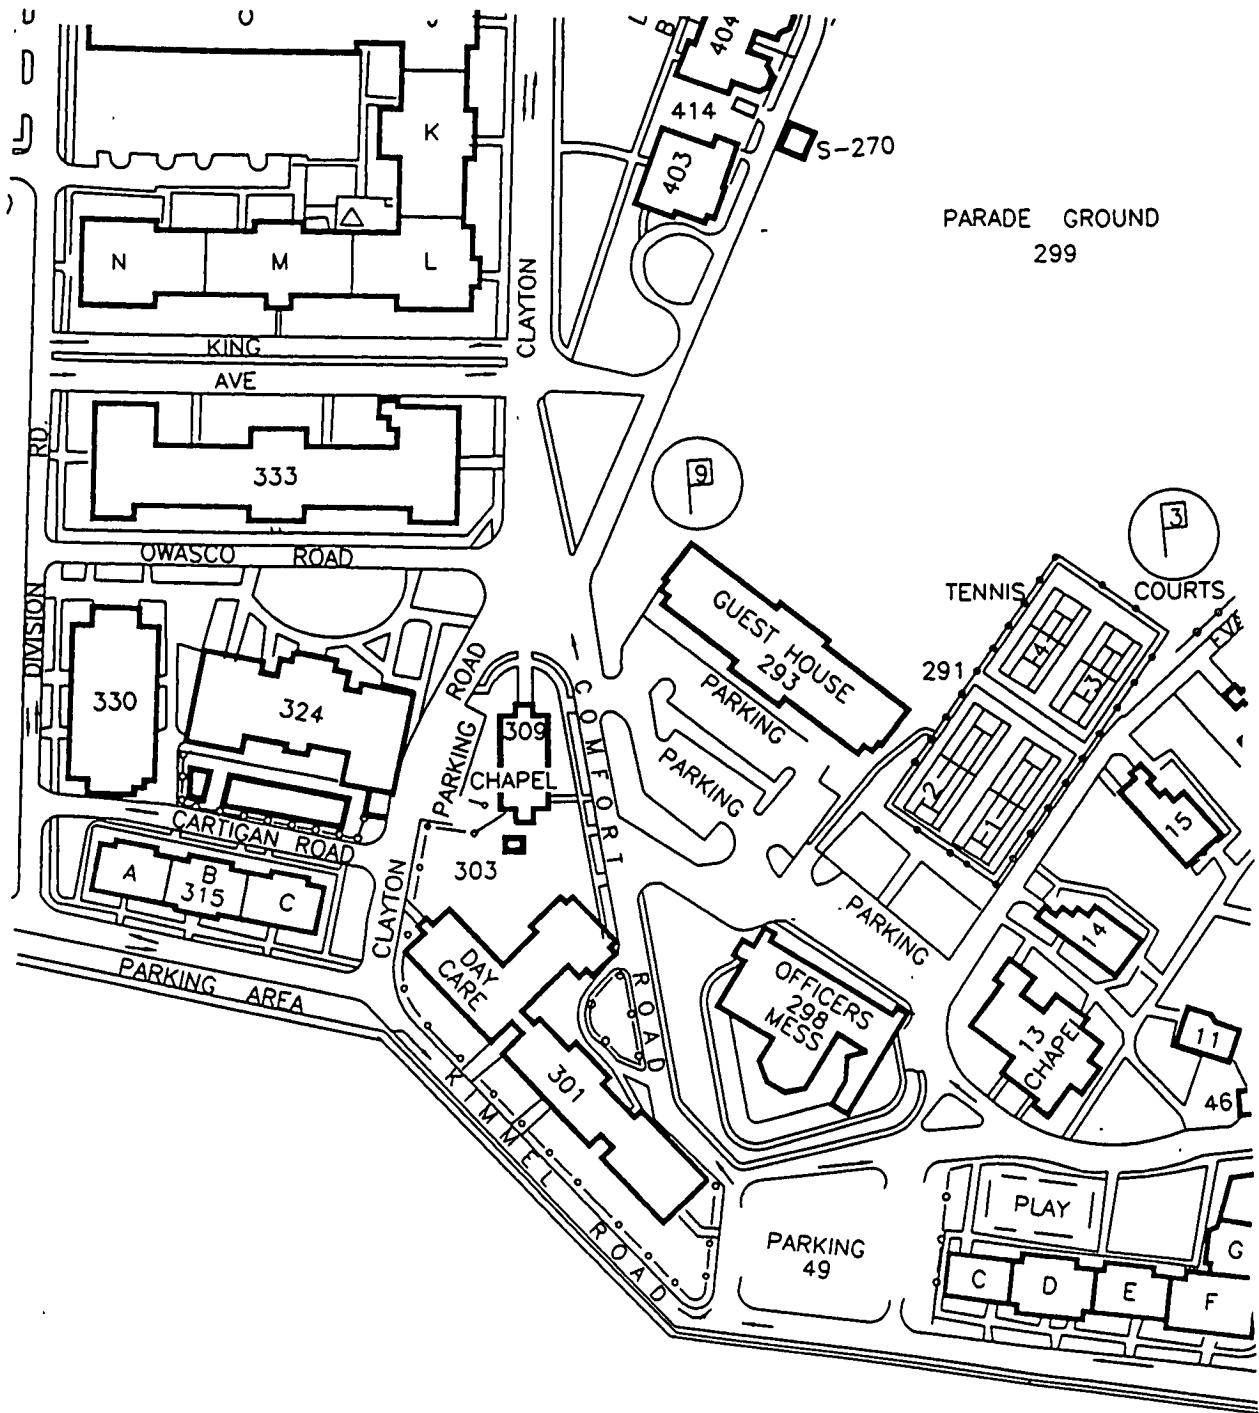 O
404
B
414
K
S-270
403
PARADE GROUND
299
N
M
L
CLAYTON
KING
AVE
RD.
333
9
3
OWASCO ROAD
TENNIS COURTS
DIVISION
GUEST HOUSE
293
291
4
3
330
324
PARKING ROAD
309
CHAPEL
COMFORT ROAD
PARKING
PARKING
2
1
15
CARTIGAN ROAD
A
B
315
C
303
CLAYTON
PARKING
14
DAY
CARE
OFFICERS
298
MESS
PARKING AREA
13
CHAPEL
11
301
46
KIMMEL ROAD
PLAY
PARKING
49
G
C
D
E
F